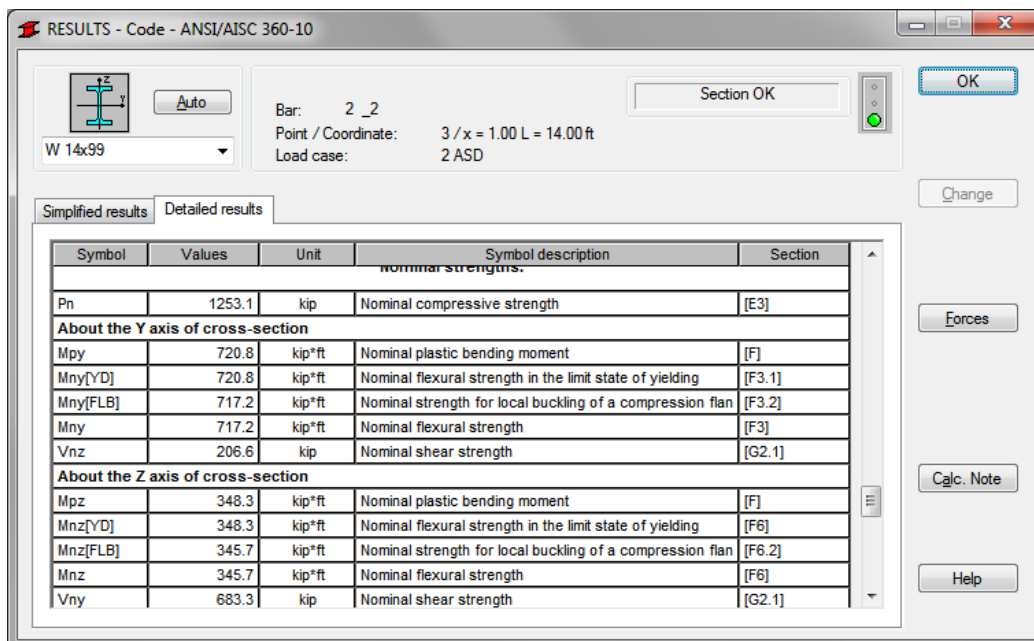 RESULTS - Code - ANSI/AISC 360-10
z
Y
Auto
W 14x99
Bar: 2 _2
Point / Coordinate: 3 / x = 1.00 L = 14.00 ft
Load case: 2 ASD
Section OK
OK
Change
Forces
Calc. Note
Help
Simplified results Detailed results
Symbol Values Unit Symbol description Section
Nominal strengths:
Pn 1253.1 kip Nominal compressive strength [E3]
About the Y axis of cross-section
Mpy 720.8 kip*ft Nominal plastic bending moment [F]
Mny[YD] 720.8 kip*ft Nominal flexural strength in the limit state of yielding [F3.1]
Mny[FLB] 717.2 kip*ft Nominal strength for local buckling of a compression flan [F3.2]
Mny 717.2 kip*ft Nominal flexural strength [F3]
Vnz 206.6 kip Nominal shear strength [G2.1]
About the Z axis of cross-section
Mpz 348.3 kip*ft Nominal plastic bending moment [F]
Mnz[YD] 348.3 kip*ft Nominal flexural strength in the limit state of yielding [F6]
Mnz[FLB] 345.7 kip*ft Nominal strength for local buckling of a compression flan [F6.2]
Mnz 345.7 kip*ft Nominal flexural strength [F6]
Vny 683.3 kip Nominal shear strength [G2.1]